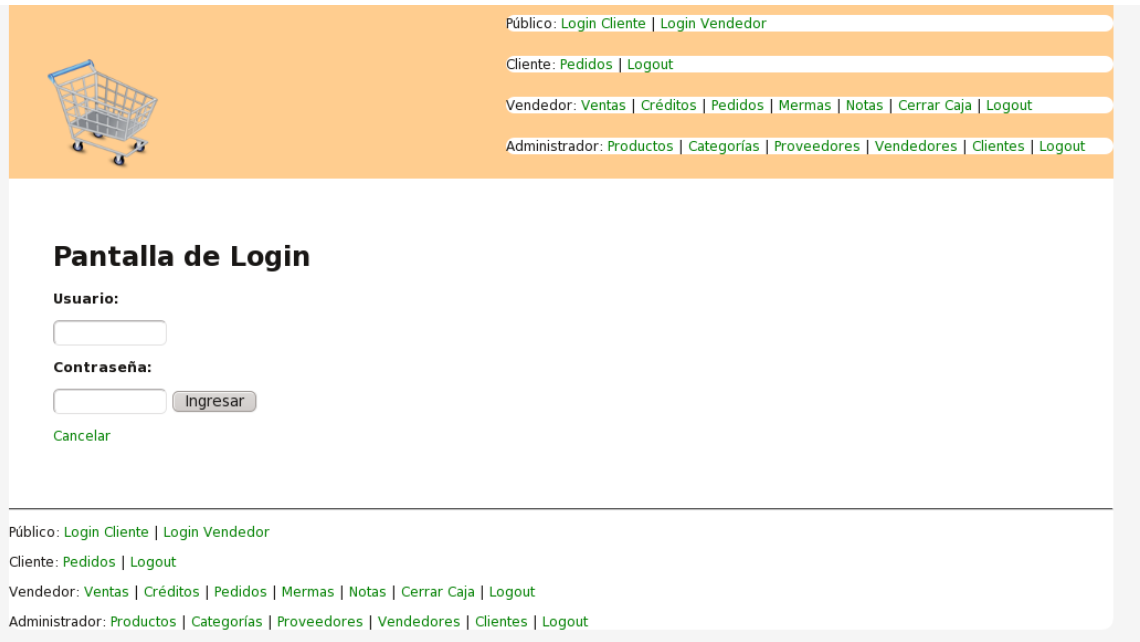 Público: Login Cliente | Login Vendedor
Cliente: Pedidos | Logout
Vendedor: Ventas | Créditos | Pedidos | Mermas | Notas | Cerrar Caja | Logout
Administrador: Productos | Categorías | Proveedores | Vendedores | Clientes | Logout
Pantalla de Login
Usuario:
Contraseña:
Ingresar
Cancelar
Público: Login Cliente | Login Vendedor
Cliente: Pedidos | Logout
Vendedor: Ventas | Créditos | Pedidos | Mermas | Notas | Cerrar Caja | Logout
Administrador: Productos | Categorías | Proveedores | Vendedores | Clientes | Logout